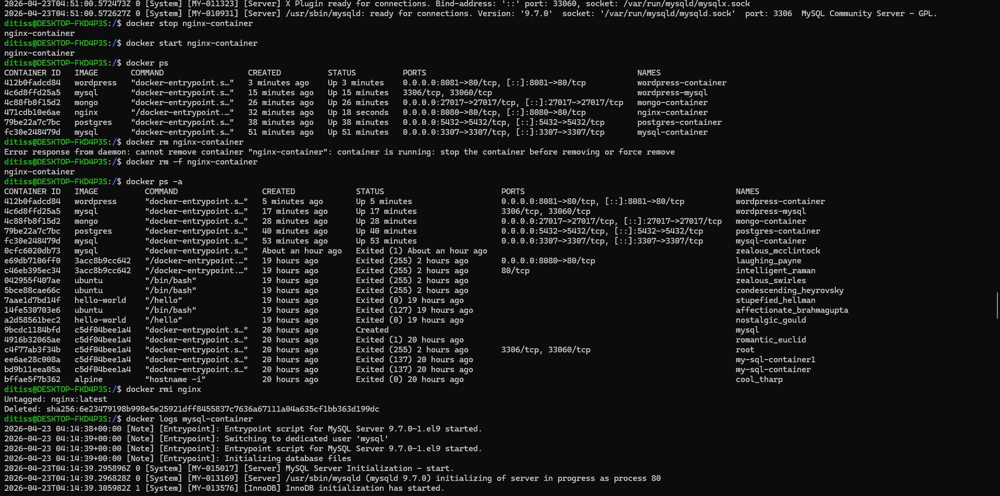 2026-04-23T04:51:00.572473Z 0 [System] [MY-011323] [Server] X Plugin ready for connections. Bind-address: '::' port: 33060, socket: /var/run/mysqld/mysqlx.sock
2026-04-23T04:51:00.572627Z 0 [System] [MY-010931] [Server] /usr/sbin/mysqld: ready for connections. Version: '9.7.0'  socket: '/var/run/mysqld/mysqld.sock'  port: 3306  MySQL Community Server - GPL.
ditiss@DESKTOP-FKD4P3S:/$ docker stop nginx-container
nginx-container
ditiss@DESKTOP-FKD4P3S:/$ docker start nginx-container
nginx-container
ditiss@DESKTOP-FKD4P3S:/$ docker ps
CONTAINER ID   IMAGE       COMMAND                  CREATED          STATUS          PORTS                                             NAMES
412b0fadcd84   wordpress   "docker-entrypoint.s…"   3 minutes ago    Up 3 minutes    0.0.0.0:8081->80/tcp, [::]:8081->80/tcp           wordpress-container
4c6d8ffd25a5   mysql       "docker-entrypoint.s…"   15 minutes ago   Up 15 minutes   3306/tcp, 33060/tcp                               wordpress-mysql
4c88fb8f15d2   mongo       "docker-entrypoint.s…"   26 minutes ago   Up 26 minutes   0.0.0.0:27017->27017/tcp, [::]:27017->27017/tcp   mongo-container
471cdb10e6ae   nginx       "/docker-entrypoint.…"   32 minutes ago   Up 18 seconds   0.0.0.0:8080->80/tcp, [::]:8080->80/tcp           nginx-container
79be22a7c7bc   postgres    "docker-entrypoint.s…"   38 minutes ago   Up 38 minutes   0.0.0.0:5432->5432/tcp, [::]:5432->5432/tcp       postgres-container
fc30e248479d   mysql       "docker-entrypoint.s…"   51 minutes ago   Up 51 minutes   0.0.0.0:3307->3307/tcp, [::]:3307->3307/tcp       mysql-container
ditiss@DESKTOP-FKD4P3S:/$ docker rm nginx-container
Error response from daemon: cannot remove container "nginx-container": container is running: stop the container before removing or force remove
ditiss@DESKTOP-FKD4P3S:/$ docker rm -f nginx-container
nginx-container
ditiss@DESKTOP-FKD4P3S:/$ docker ps -a
CONTAINER ID   IMAGE          COMMAND                  CREATED             STATUS                         PORTS                                             NAMES
412b0fadcd84   wordpress      "docker-entrypoint.s…"   5 minutes ago       Up 5 minutes                   0.0.0.0:8081->80/tcp, [::]:8081->80/tcp           wordpress-container
4c6d8ffd25a5   mysql          "docker-entrypoint.s…"   17 minutes ago      Up 17 minutes                  3306/tcp, 33060/tcp                               wordpress-mysql
4c88fb8f15d2   mongo          "docker-entrypoint.s…"   28 minutes ago      Up 28 minutes                  0.0.0.0:27017->27017/tcp, [::]:27017->27017/tcp   mongo-container
79be22a7c7bc   postgres       "docker-entrypoint.s…"   40 minutes ago      Up 40 minutes                  0.0.0.0:5432->5432/tcp, [::]:5432->5432/tcp       postgres-container
fc30e248479d   mysql          "docker-entrypoint.s…"   53 minutes ago      Up 53 minutes                  0.0.0.0:3307->3307/tcp, [::]:3307->3307/tcp       mysql-container
0cfc6020db73   mysql          "docker-entrypoint.s…"   About an hour ago   Exited (1) About an hour ago                                                     zealous_mcclintock
e69db7106ff0   3acc8b9cc642   "/docker-entrypoint.…"   19 hours ago        Exited (255) 2 hours ago       0.0.0.0:8080->80/tcp                              laughing_payne
c46eb395ec34   3acc8b9cc642   "/docker-entrypoint.…"   19 hours ago        Exited (255) 2 hours ago       80/tcp                                            intelligent_raman
042955f407ae   ubuntu         "/bin/bash"              19 hours ago        Exited (255) 2 hours ago                                                         zealous_swirles
5bce88cae66c   ubuntu         "/bin/bash"              19 hours ago        Exited (255) 2 hours ago                                                         condescending_heyrovsky
7aae1d7bd14f   hello-world    "/hello"                 19 hours ago        Exited (0) 19 hours ago                                                          stupefied_hellman
14fe530703e6   ubuntu         "/bin/bash"              19 hours ago        Exited (127) 19 hours ago                                                        affectionate_brahmagupta
a2d58561bec2   hello-world    "/hello"                 19 hours ago        Exited (0) 19 hours ago                                                          nostalgic_gould
9bcdc1184bfd   c5df04bee1a4   "docker-entrypoint.s…"   20 hours ago        Created                                                                          mysql
4916b32065ae   c5df04bee1a4   "docker-entrypoint.s…"   20 hours ago        Exited (1) 20 hours ago                                                          romantic_euclid
c4f77ab3f34b   c5df04bee1a4   "docker-entrypoint.s…"   20 hours ago        Exited (255) 2 hours ago       3306/tcp, 33060/tcp                               root
ee6ae28c008a   c5df04bee1a4   "docker-entrypoint.s…"   20 hours ago        Exited (137) 20 hours ago                                                        my-sql-container1
bd9b11eea05a   c5df04bee1a4   "docker-entrypoint.s…"   20 hours ago        Exited (137) 20 hours ago                                                        my-sql-container
bffae5f7b362   alpine         "hostname -i"            20 hours ago        Exited (0) 20 hours ago                                                          cool_tharp
ditiss@DESKTOP-FKD4P3S:/$ docker rmi nginx
Untagged: nginx:latest
Deleted: sha256:6e23479198b998e5e25921dff8455837c7636a67111a04a635cf1bb363d199dc
ditiss@DESKTOP-FKD4P3S:/$ docker logs mysql-container
2026-04-23 04:14:38+00:00 [Note] [Entrypoint]: Entrypoint script for MySQL Server 9.7.0-1.el9 started.
2026-04-23 04:14:39+00:00 [Note] [Entrypoint]: Switching to dedicated user 'mysql'
2026-04-23 04:14:39+00:00 [Note] [Entrypoint]: Entrypoint script for MySQL Server 9.7.0-1.el9 started.
2026-04-23 04:14:39+00:00 [Note] [Entrypoint]: Initializing database files
2026-04-23T04:14:39.295896Z 0 [System] [MY-015017] [Server] MySQL Server Initialization - start.
2026-04-23T04:14:39.296828Z 0 [System] [MY-013169] [Server] /usr/sbin/mysqld (mysqld 9.7.0) initializing of server in progress as process 80
2026-04-23T04:14:39.305982Z 1 [System] [MY-013576] [InnoDB] InnoDB initialization has started.